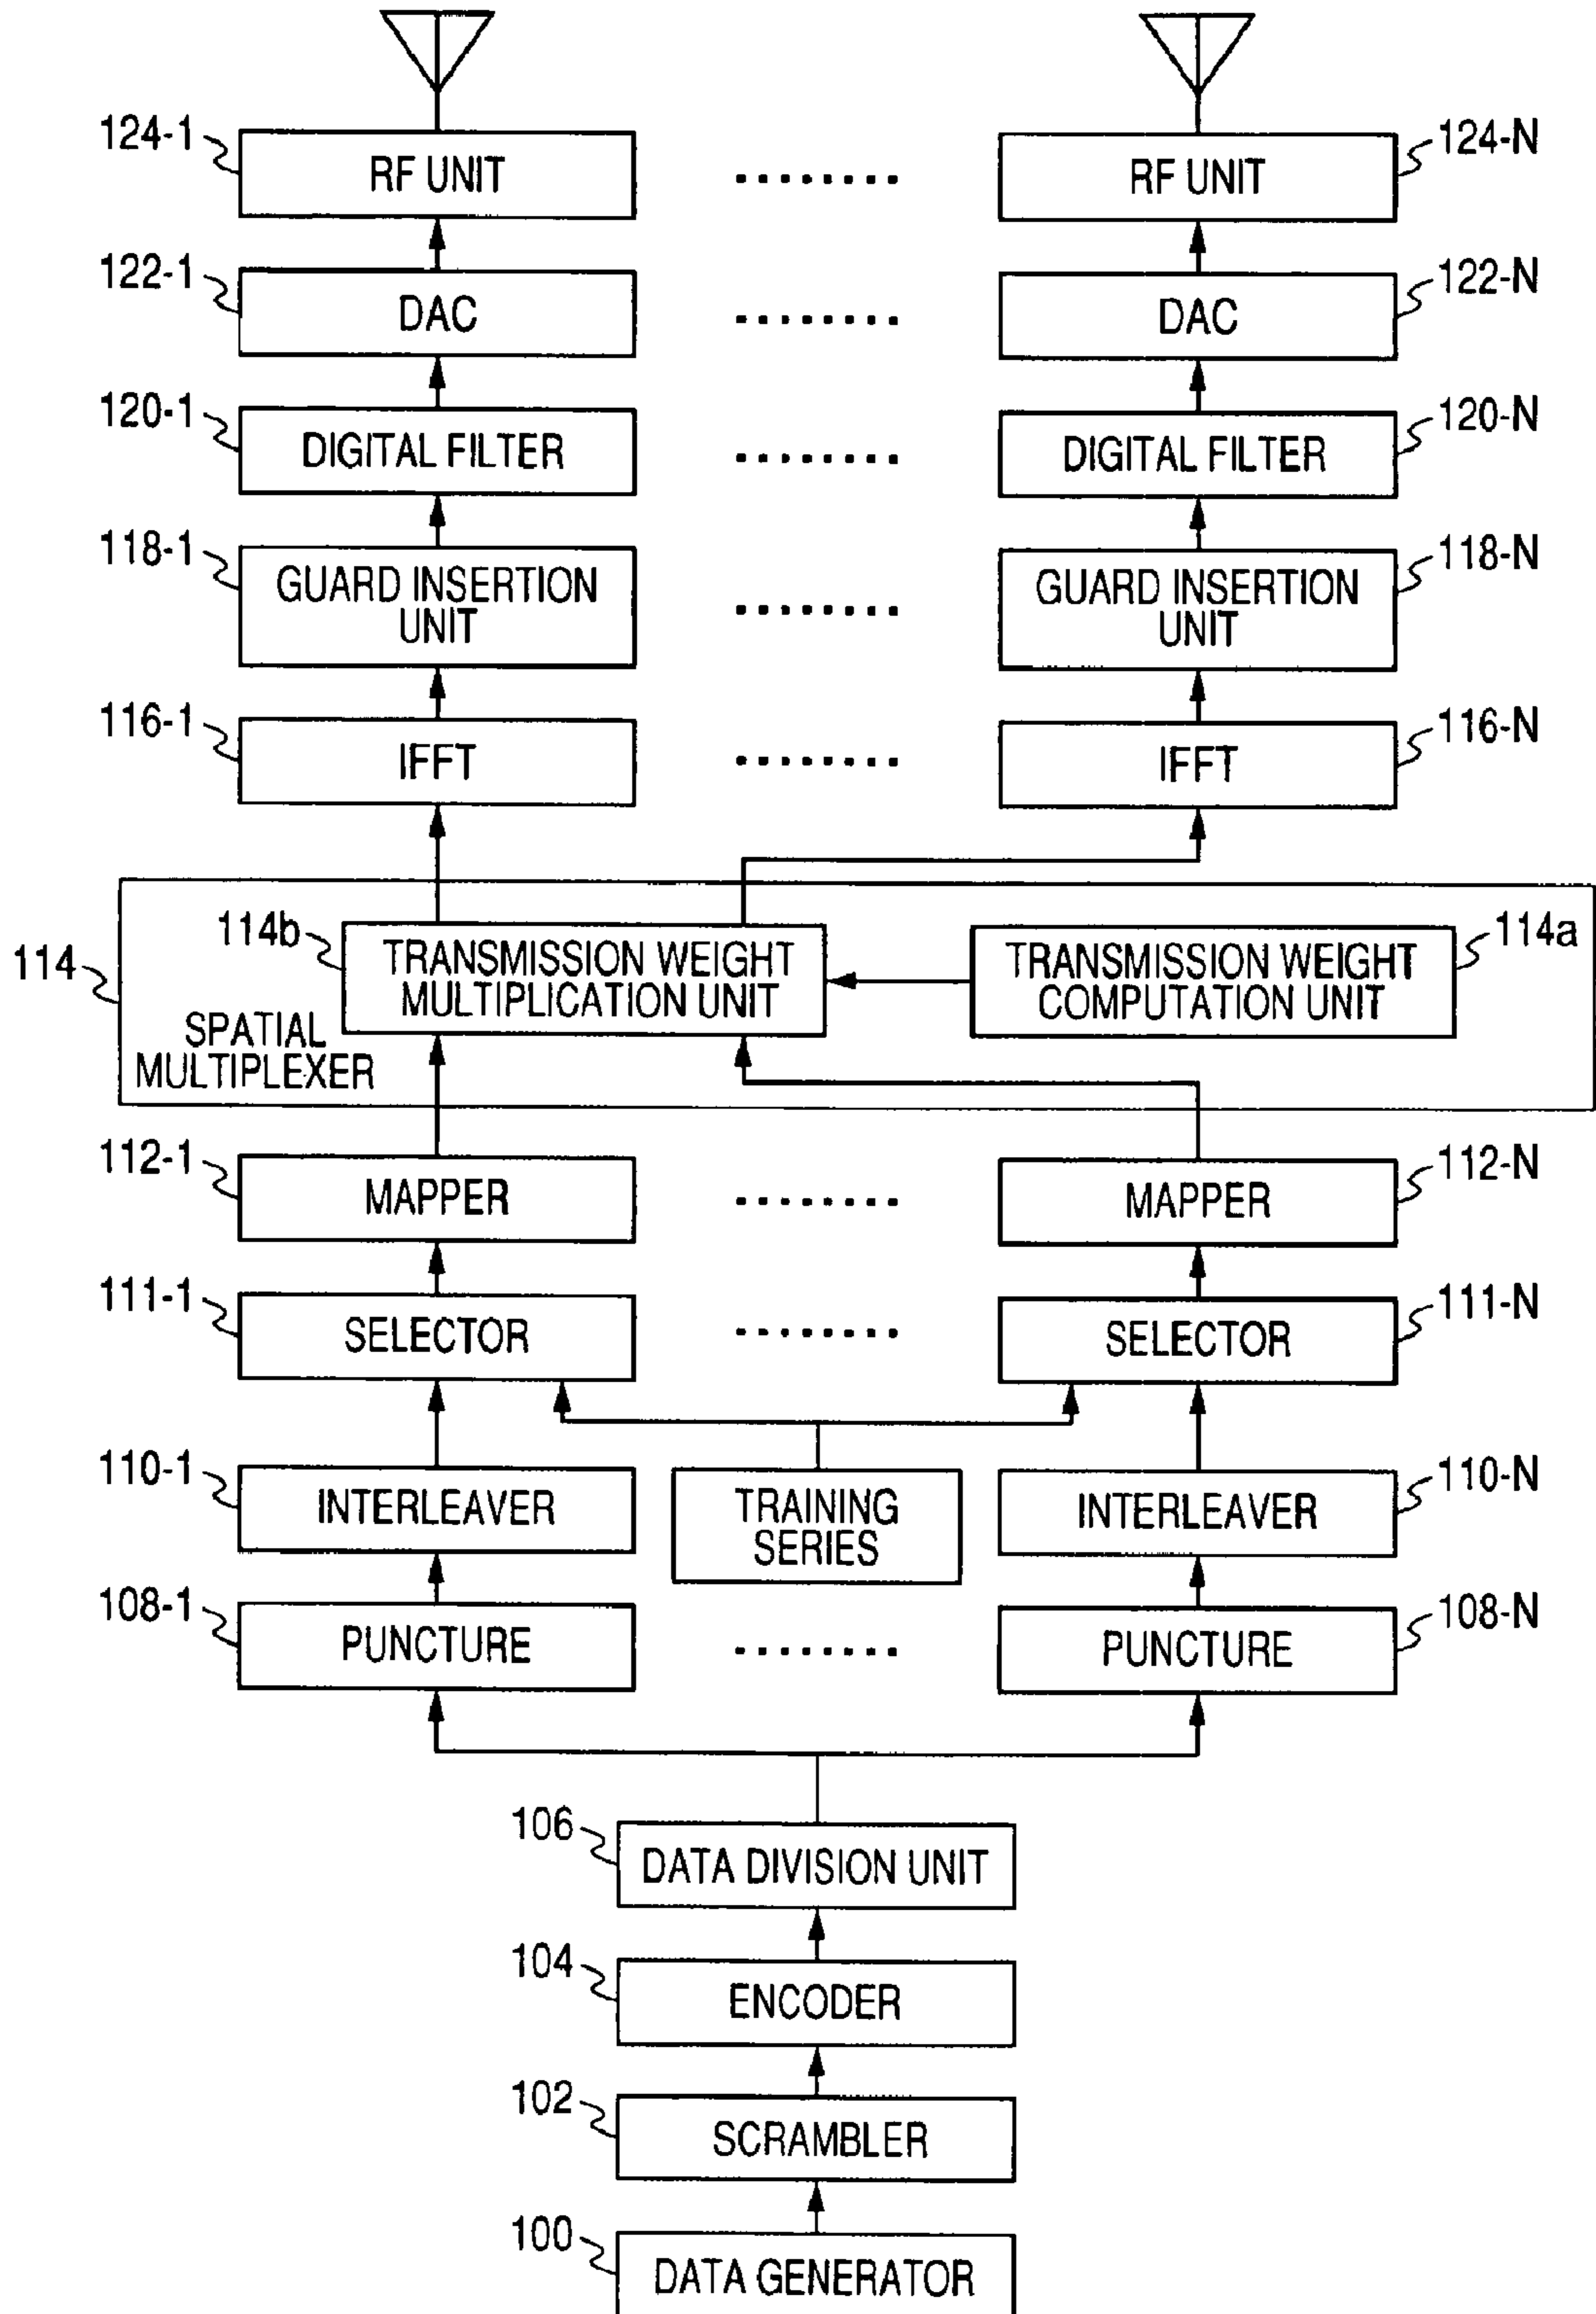 124-1
RF UNIT
........
RF UNIT
124-N
122-1
DAC
........
DAC
122-N
120-1
DIGITAL FILTER
........
DIGITAL FILTER
120-N
118-1
GUARD INSERTION
UNIT
........
GUARD INSERTION
UNIT
118-N
116-1
IFFT
........
IFFT
116-N
114
SPATIAL
MULTIPLEXER
114b
TRANSMISSION WEIGHT
MULTIPLICATION UNIT
TRANSMISSION WEIGHT
COMPUTATION UNIT
114a
112-1
MAPPER
........
MAPPER
112-N
111-1
SELECTOR
........
SELECTOR
111-N
110-1
INTERLEAVER
TRAINING
SERIES
INTERLEAVER
110-N
108-1
PUNCTURE
........
PUNCTURE
108-N
106
DATA DIVISION UNIT
104
ENCODER
102
SCRAMBLER
100
DATA GENERATOR